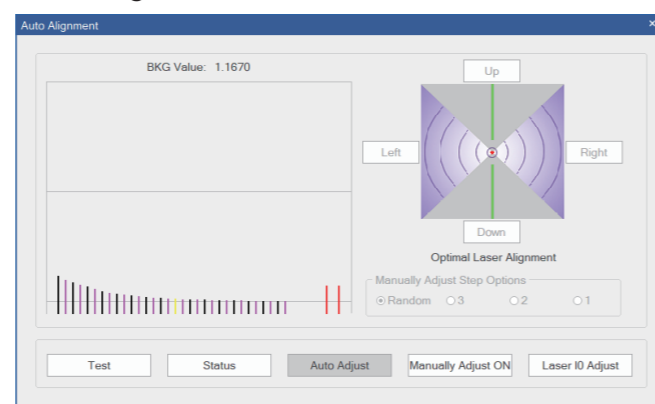 Auto Alignment ×
BKG Value: 1.1670
Up
Left
Right
Down
Optimal Laser Alignment
Manually Adjust Step Options
Random 3 2 1
Test Status Auto Adjust Manually Adjust ON Laser I0 Adjust